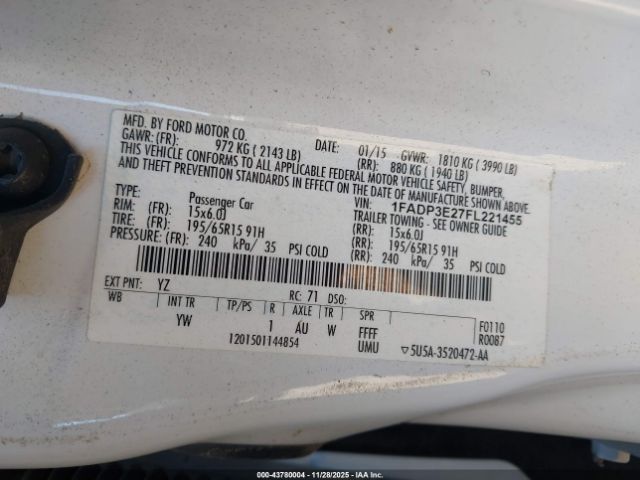 MFD. BY FORD MOTOR CO.
DATE: 01/15 GVWR: 1810 KG ( 3990 LB)
GAWR: (FR): 972 KG ( 2143 LB) (RR): 880 KG ( 1940 LB)
THIS VEHICLE CONFORMS TO ALL APPLICABLE FEDERAL MOTOR VEHICLE SAFETY, BUMPER,
AND THEFT PREVENTION STANDARDS IN EFFECT ON THE DATE OF MANUFACTURE SHOWN ABOVE.
VIN: 1FADP3E27FL221455
TYPE: Passenger Car TRAILER TOWING - SEE OWNER GUIDE
RIM: (FR) 15x6.0J (RR): 15x6.0J
TIRE: (FR) 195/65R15 91H (RR): 195/65R15 91H
PRESSURE: (FR) 240 kPa/ 35 PSI COLD (RR): 240 kPa/ 35 PSI COLD
EXT PNT: YZ RC: 71 DSO:
WB INT TR TP/PS R AXLE TR SPR F0110
YW 1 AU W FFFF R0087
1201501144854 UMU ▽5U5A-3520472-AA
000-43780004 | 11/28/2025 - IAAI.COM